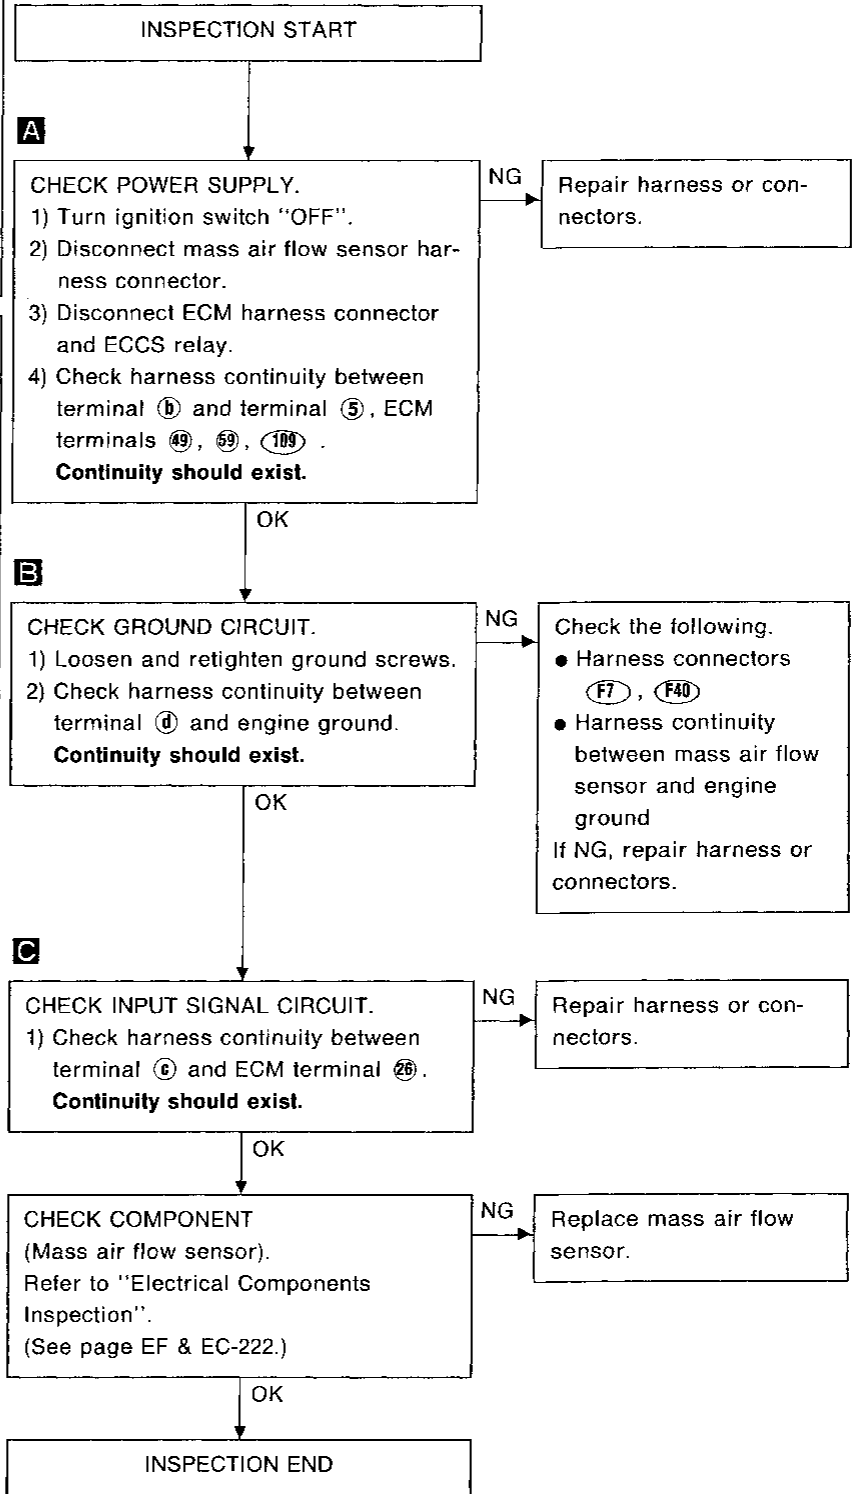 INSPECTION START
A
CHECK POWER SUPPLY.
1) Turn ignition switch "OFF".
2) Disconnect mass air flow sensor har-
ness connector.
3) Disconnect ECM harness connector
and ECCS relay.
4) Check harness continuity between
terminal ⓑ and terminal ⑤, ECM
terminals ㊾, 59, 109 .
Continuity should exist.
NG
Repair harness or con-
nectors.
OK
B
CHECK GROUND CIRCUIT.
1) Loosen and retighten ground screws.
2) Check harness continuity between
terminal ⓓ and engine ground.
Continuity should exist.
NG
Check the following.
● Harness connectors
F7 , F40
● Harness continuity
between mass air flow
sensor and engine
ground
If NG, repair harness or
connectors.
OK
C
CHECK INPUT SIGNAL CIRCUIT.
1) Check harness continuity between
terminal ⓒ and ECM terminal ㉖.
Continuity should exist.
NG
Repair harness or con-
nectors.
OK
CHECK COMPONENT
(Mass air flow sensor).
Refer to "Electrical Components
Inspection".
(See page EF & EC-222.)
NG
Replace mass air flow
sensor.
OK
INSPECTION END